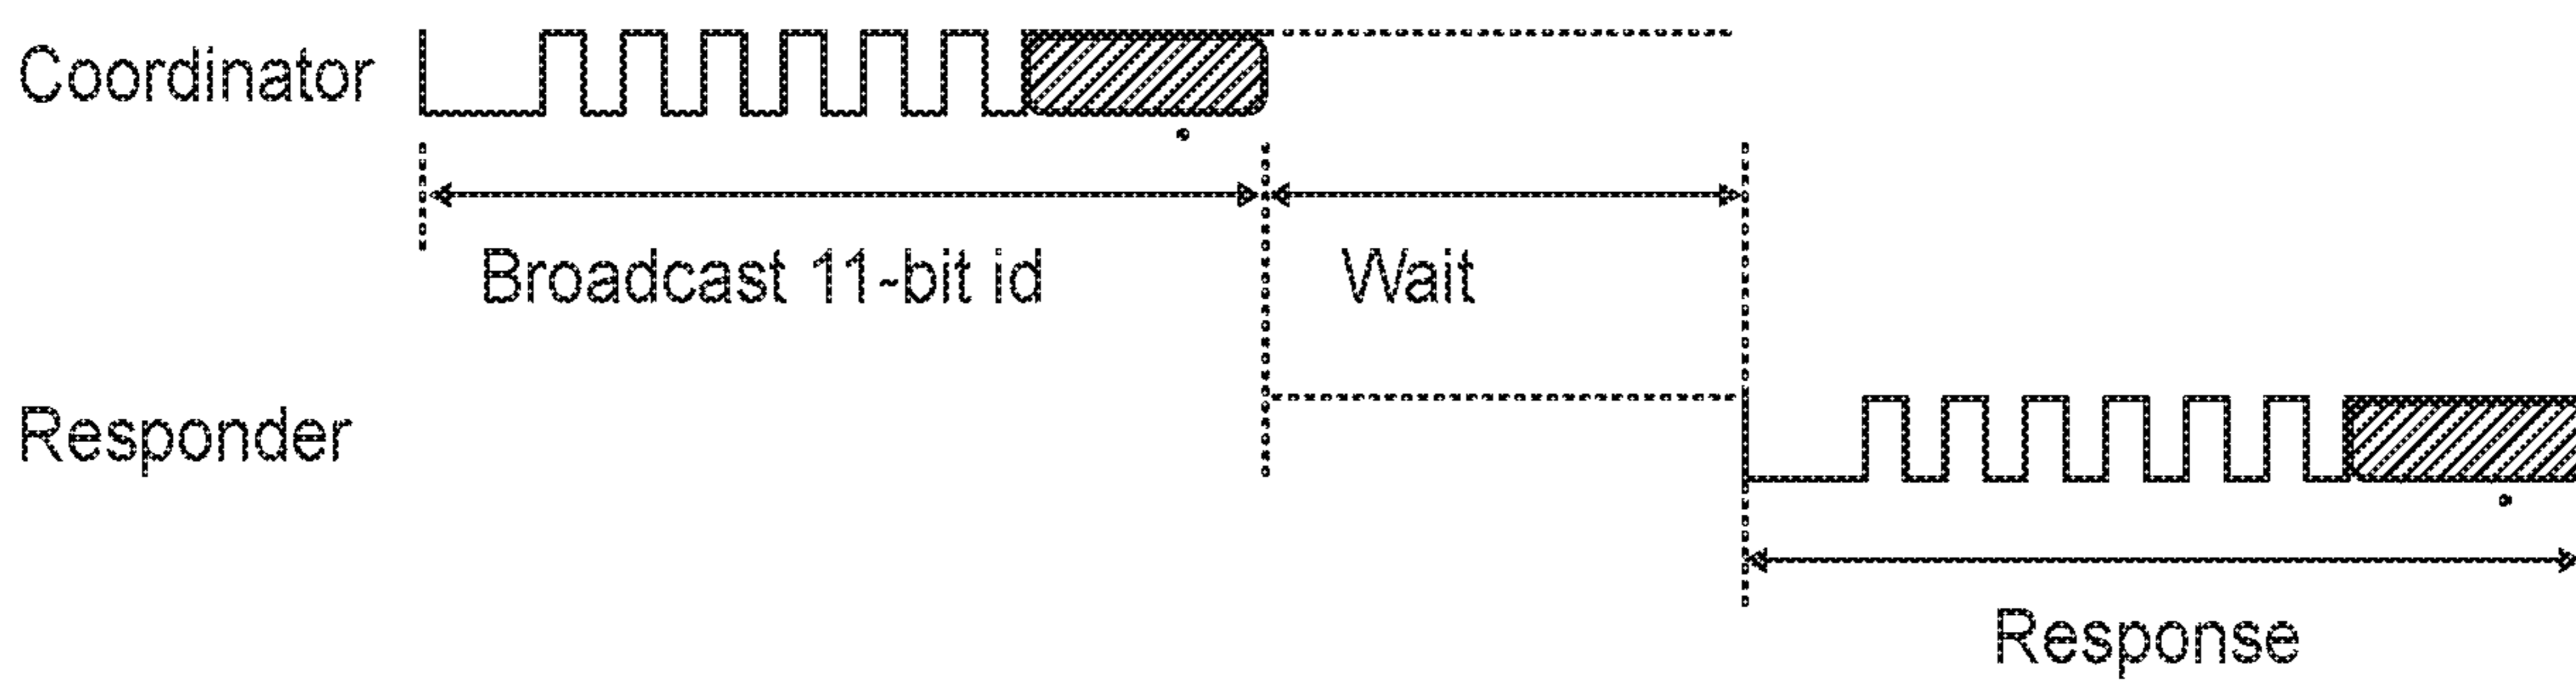 Coordinator
Broadcast 11-bit id
Wait
Responder
Response